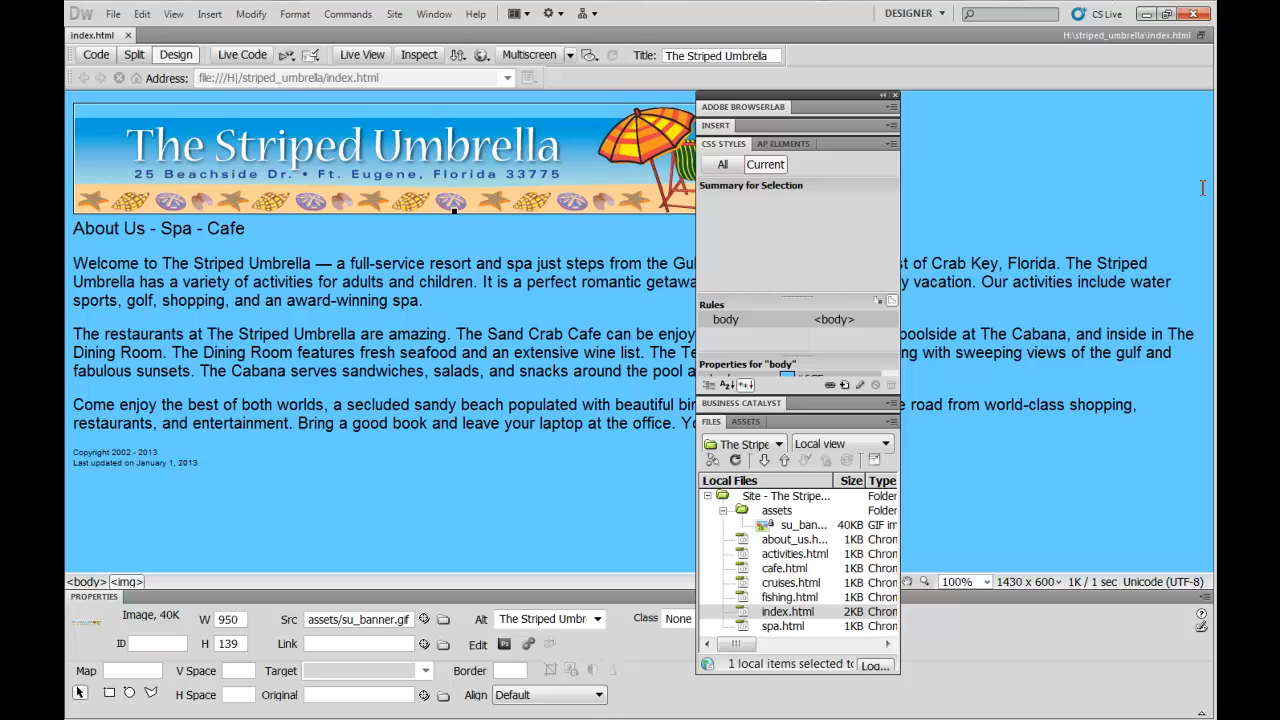 Dw File Edit View Insert Modify Format Commands Site Window Help DESIGNER CS Live
index.html H:\striped_umbrella\index.html
Code Split Design Live Code Live View Inspect Multiscreen Title: The Striped Umbrella
Address: file:///H|/striped_umbrella/index.html
The Striped Umbrella
25 Beachside Dr. • Ft. Eugene, Florida 33775
About Us - Spa - Cafe
Welcome to The Striped Umbrella — a full-service resort and spa just steps from the Gul st of Crab Key, Florida. The Striped
Umbrella has a variety of activities for adults and children. It is a perfect romantic getawa y vacation. Our activities include water
sports, golf, shopping, and an award-winning spa.
The restaurants at The Striped Umbrella are amazing. The Sand Crab Cafe can be enjoy poolside at The Cabana, and inside in The
Dining Room. The Dining Room features fresh seafood and an extensive wine list. The Te ng with sweeping views of the gulf and
fabulous sunsets. The Cabana serves sandwiches, salads, and snacks around the pool a
Come enjoy the best of both worlds, a secluded sandy beach populated with beautiful bir e road from world-class shopping,
restaurants, and entertainment. Bring a good book and leave your laptop at the office. Yo
Copyright 2002 - 2013
Last updated on January 1, 2013
ADOBE BROWSERLAB
INSERT
CSS STYLES AP ELEMENTS
All Current
Summary for Selection
Rules
body <body>
Properties for "body"
BUSINESS CATALYST
FILES ASSETS
The Stripe Local view
Local Files Size Type
Site - The Stripe... Folder
assets Folder
su_ban... 40KB GIF im
about_us.h... 1KB Chron
activities.html 1KB Chron
cafe.html 1KB Chron
cruises.html 1KB Chron
fishing.html 1KB Chron
index.html 2KB Chron
spa.html 1KB Chron
1 local items selected to Log...
<body> <img> 100% 1430 x 600 1K / 1 sec Unicode (UTF-8)
PROPERTIES
Image, 40K W 950 Src assets/su_banner.gif Alt The Striped Umbr Class None
ID H 139 Link Edit Ps
Map V Space Target Border
H Space Original Align Default